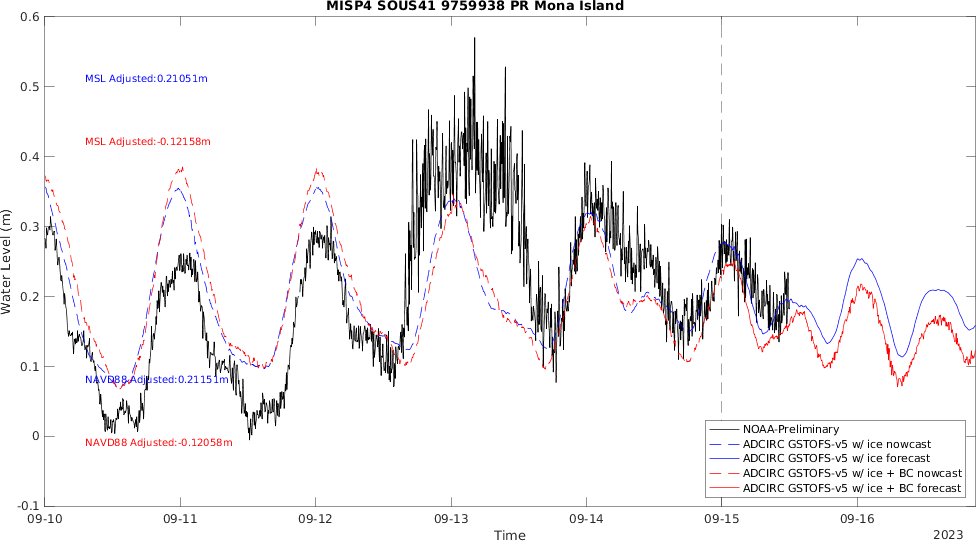 MISP4 SOUS41 9759938 PR Mona Island
0.6
0.5
0.4
0.3
0.2
0.1
0
-0.1
Water Level (m)
MSL Adjusted:0.21051m
MSL Adjusted:-0.12158m
NAVD88 Adjusted:0.21151m
NAVD88 Adjusted:-0.12058m
NOAA-Preliminary
ADCIRC GSTOFS-v5 w/ ice nowcast
ADCIRC GSTOFS-v5 w/ ice forecast
ADCIRC GSTOFS-v5 w/ ice + BC nowcast
ADCIRC GSTOFS-v5 w/ ice + BC forecast
09-10 09-11 09-12 09-13 09-14 09-15 09-16
Time
2023